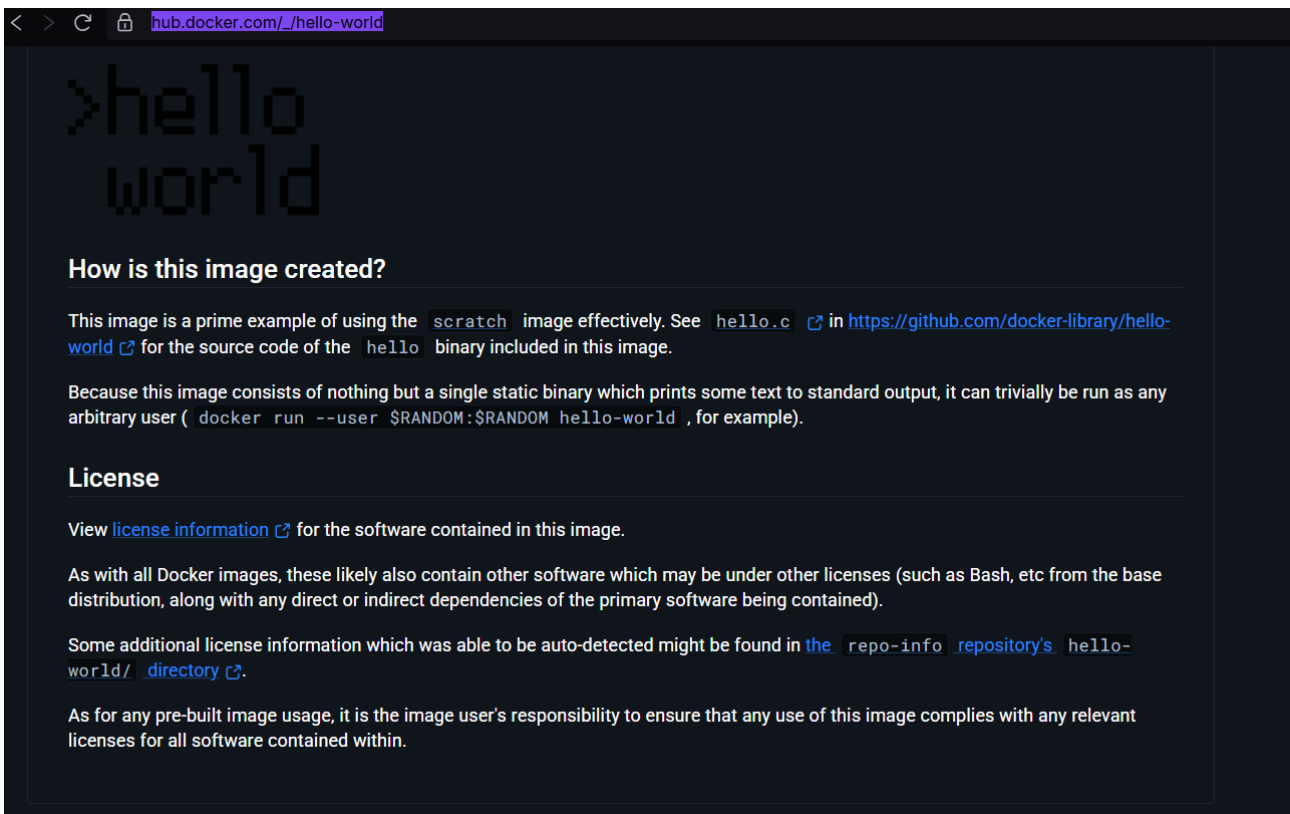 hub.docker.com/_/hello-world
>hello
world
How is this image created?
This image is a prime example of using the scratch image effectively. See hello.c in https://github.com/docker-library/hello-
world for the source code of the hello binary included in this image.
Because this image consists of nothing but a single static binary which prints some text to standard output, it can trivially be run as any
arbitrary user ( docker run --user $RANDOM:$RANDOM hello-world , for example).
License
View license information for the software contained in this image.
As with all Docker images, these likely also contain other software which may be under other licenses (such as Bash, etc from the base
distribution, along with any direct or indirect dependencies of the primary software being contained).
Some additional license information which was able to be auto-detected might be found in the repo-info repository's hello-
world/ directory.
As for any pre-built image usage, it is the image user's responsibility to ensure that any use of this image complies with any relevant
licenses for all software contained within.